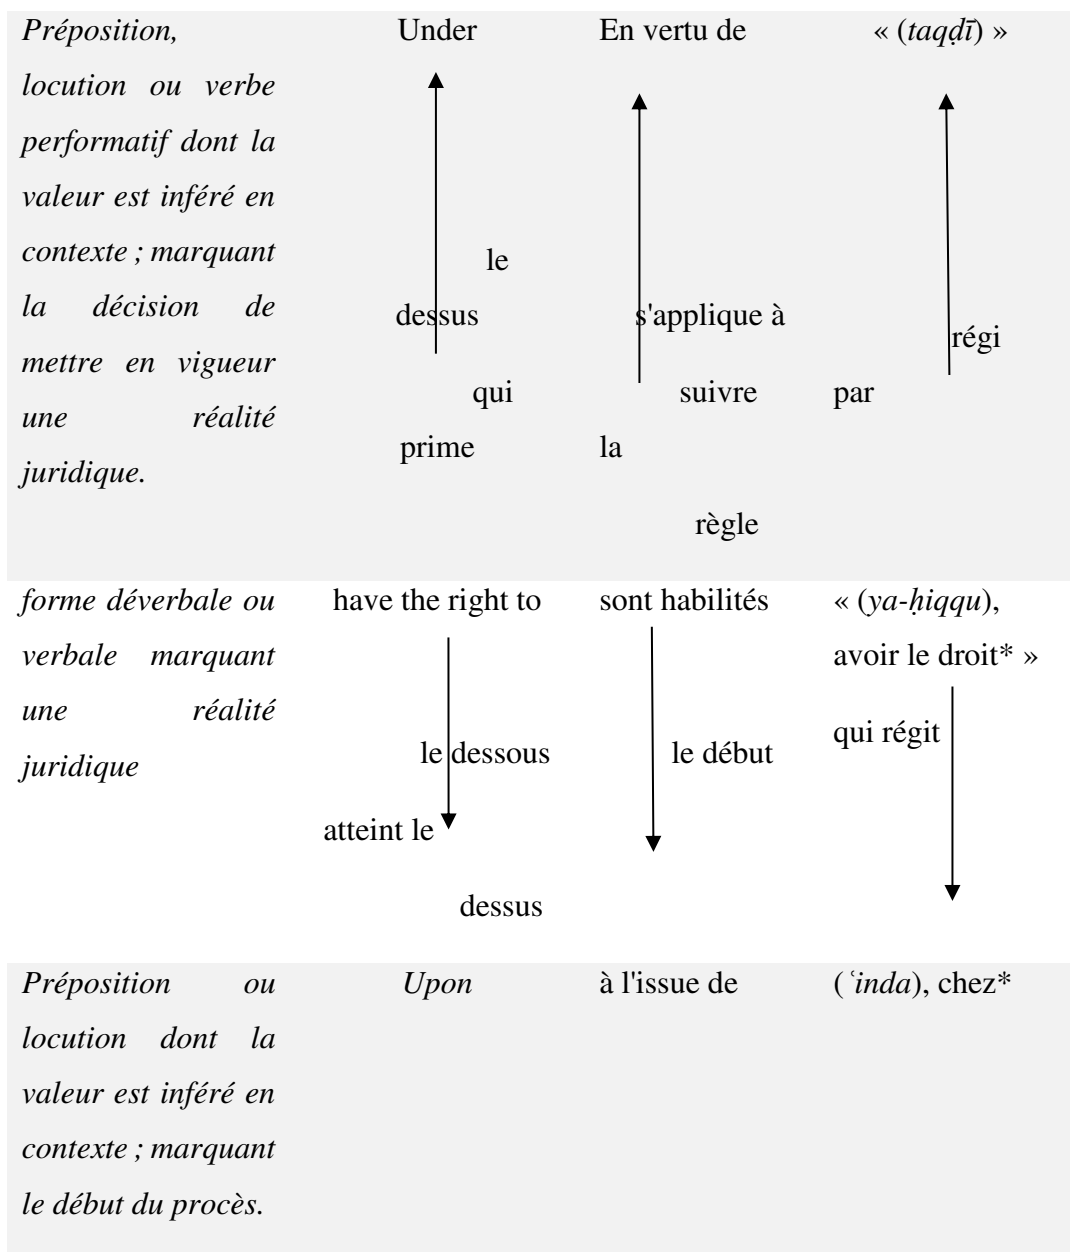 Préposition, Under En vertu de « (taqḍī) »
locution ou verbe
performatif dont la
valeur est inféré en
contexte ; marquant le
la décision de dessus s'applique à
mettre en vigueur régi
une réalité qui suivre par
juridique. prime la
règle
forme déverbale ou have the right to sont habilités « (ya-ḥiqqu),
verbale marquant avoir le droit* »
une réalité qui régit
juridique le dessous le début
atteint le
dessus
Préposition ou Upon à l'issue de (ʿinda), chez*
locution dont la
valeur est inféré en
contexte ; marquant
le début du procès.